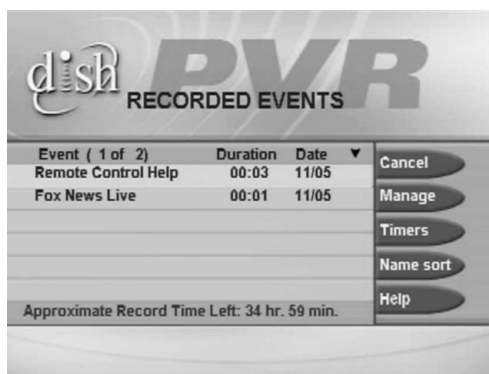 dish PVR
RECORDED EVENTS
Event ( 1 of 2) Duration Date ▼
Remote Control Help 00:03 11/05
Fox News Live 00:01 11/05
Approximate Record Time Left: 34 hr. 59 min.
Cancel
Manage
Timers
Name sort
Help